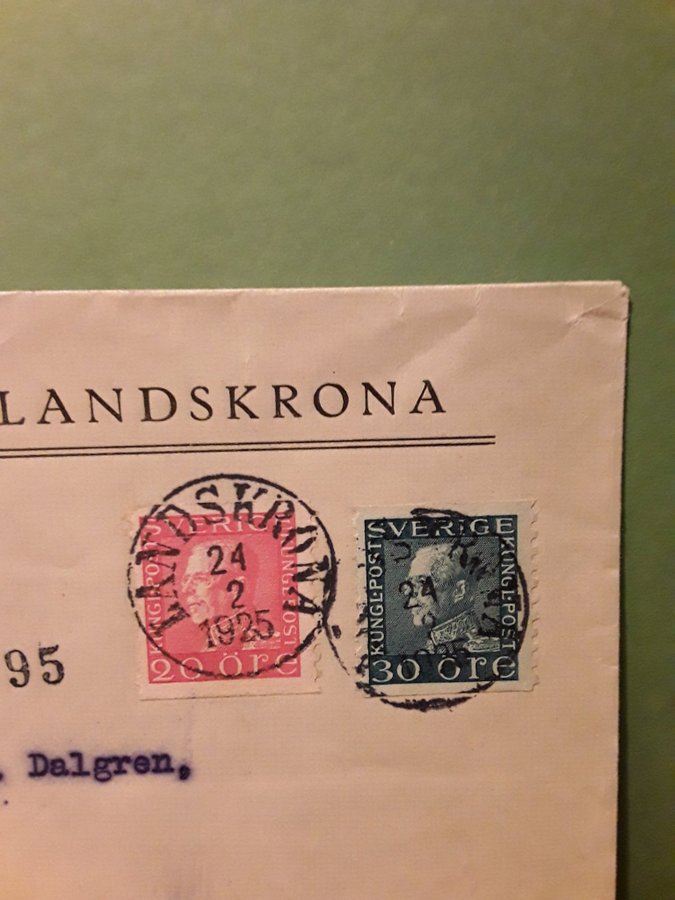 LANDSKRONA
LANDSKRONA
24
2
1925
SVERIGE
KUNGL·POST
KUNGL·POST
20 ÖRE
24
SVERIGE
KUNGL·POST
KUNGL·POST
30 ÖRE
95
Dalgren,